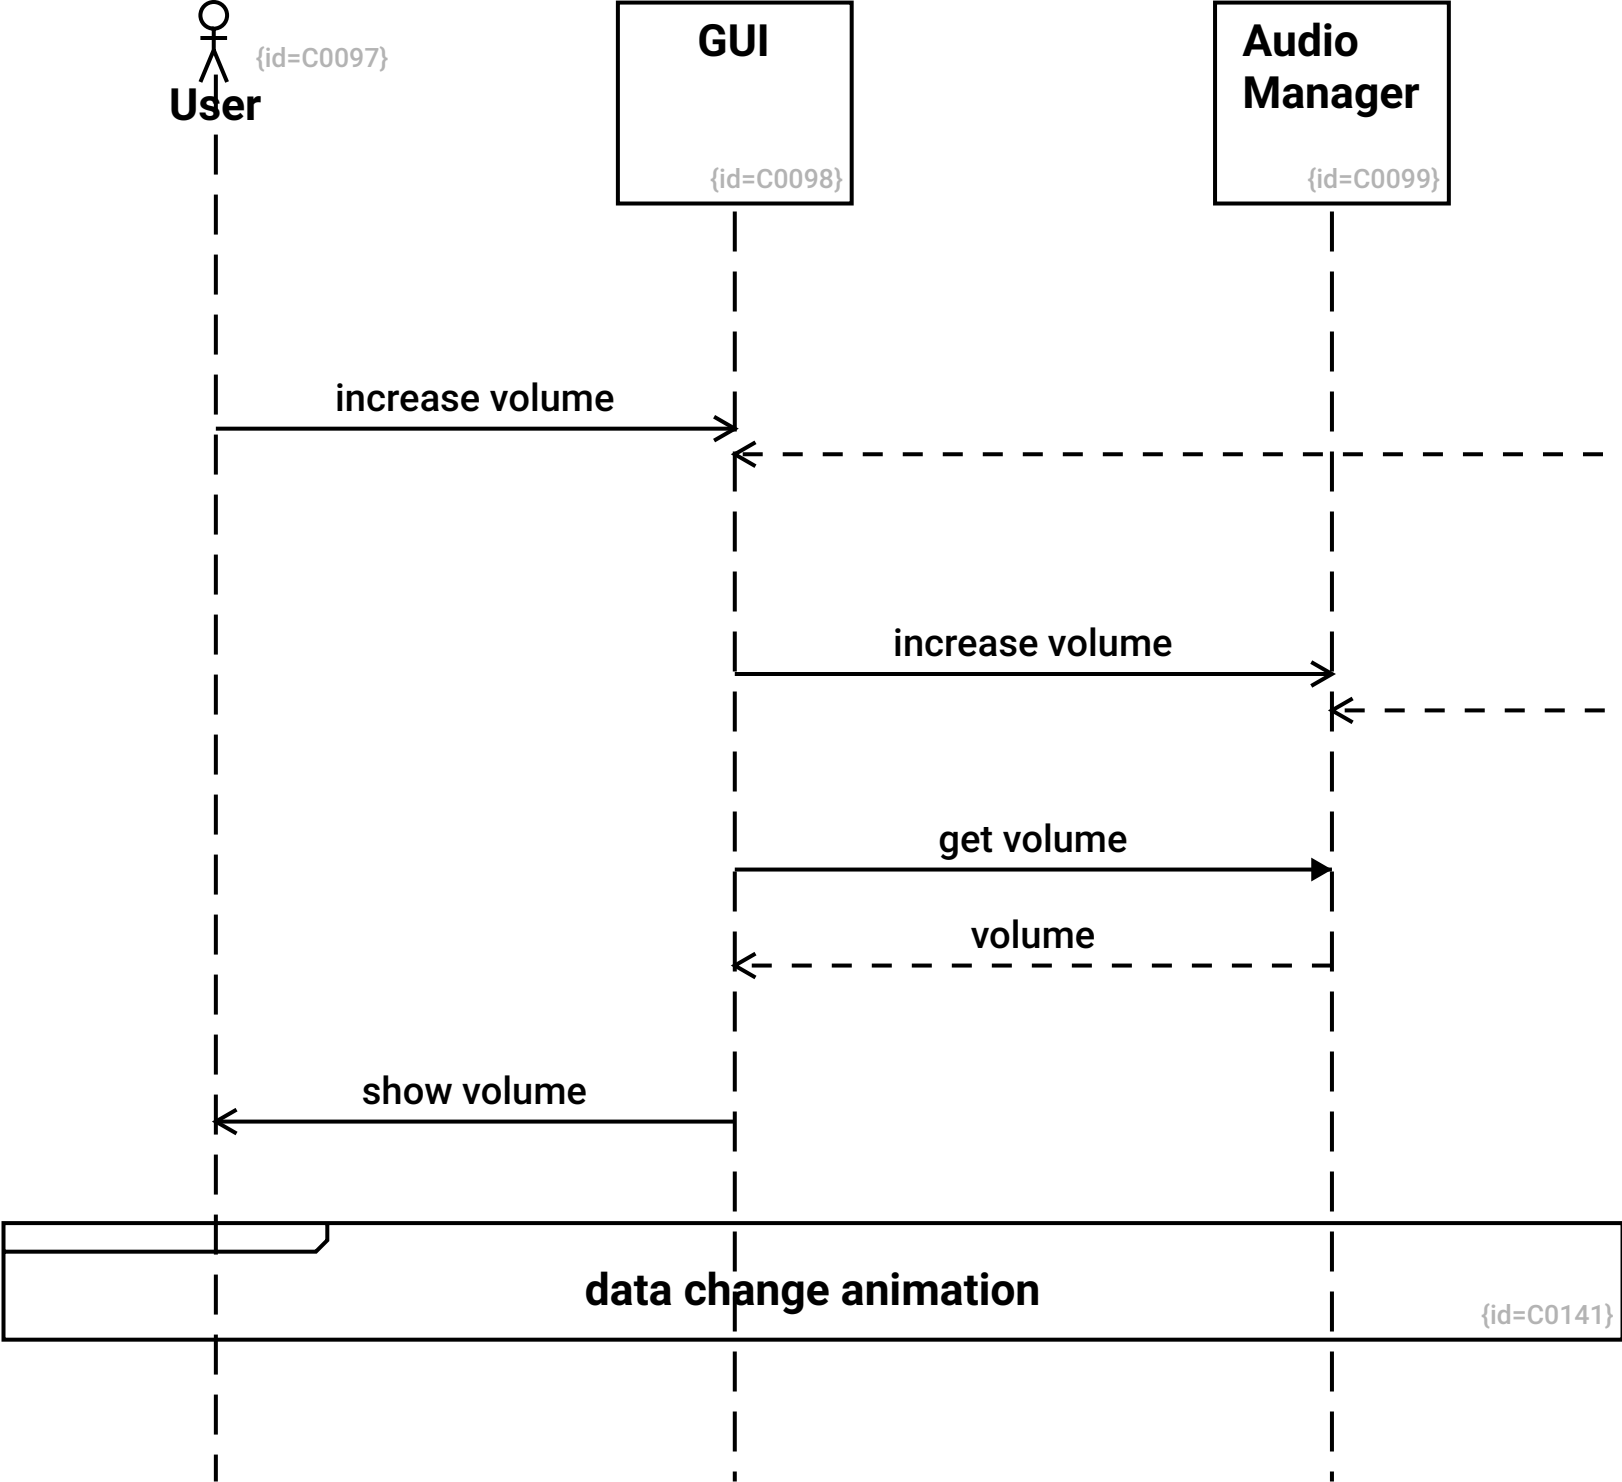 {id=C0097}
User
GUI
{id=C0098}
Audio
Manager
{id=C0099}
increase volume
increase volume
get volume
volume
show volume
data change animation
{id=C0141}